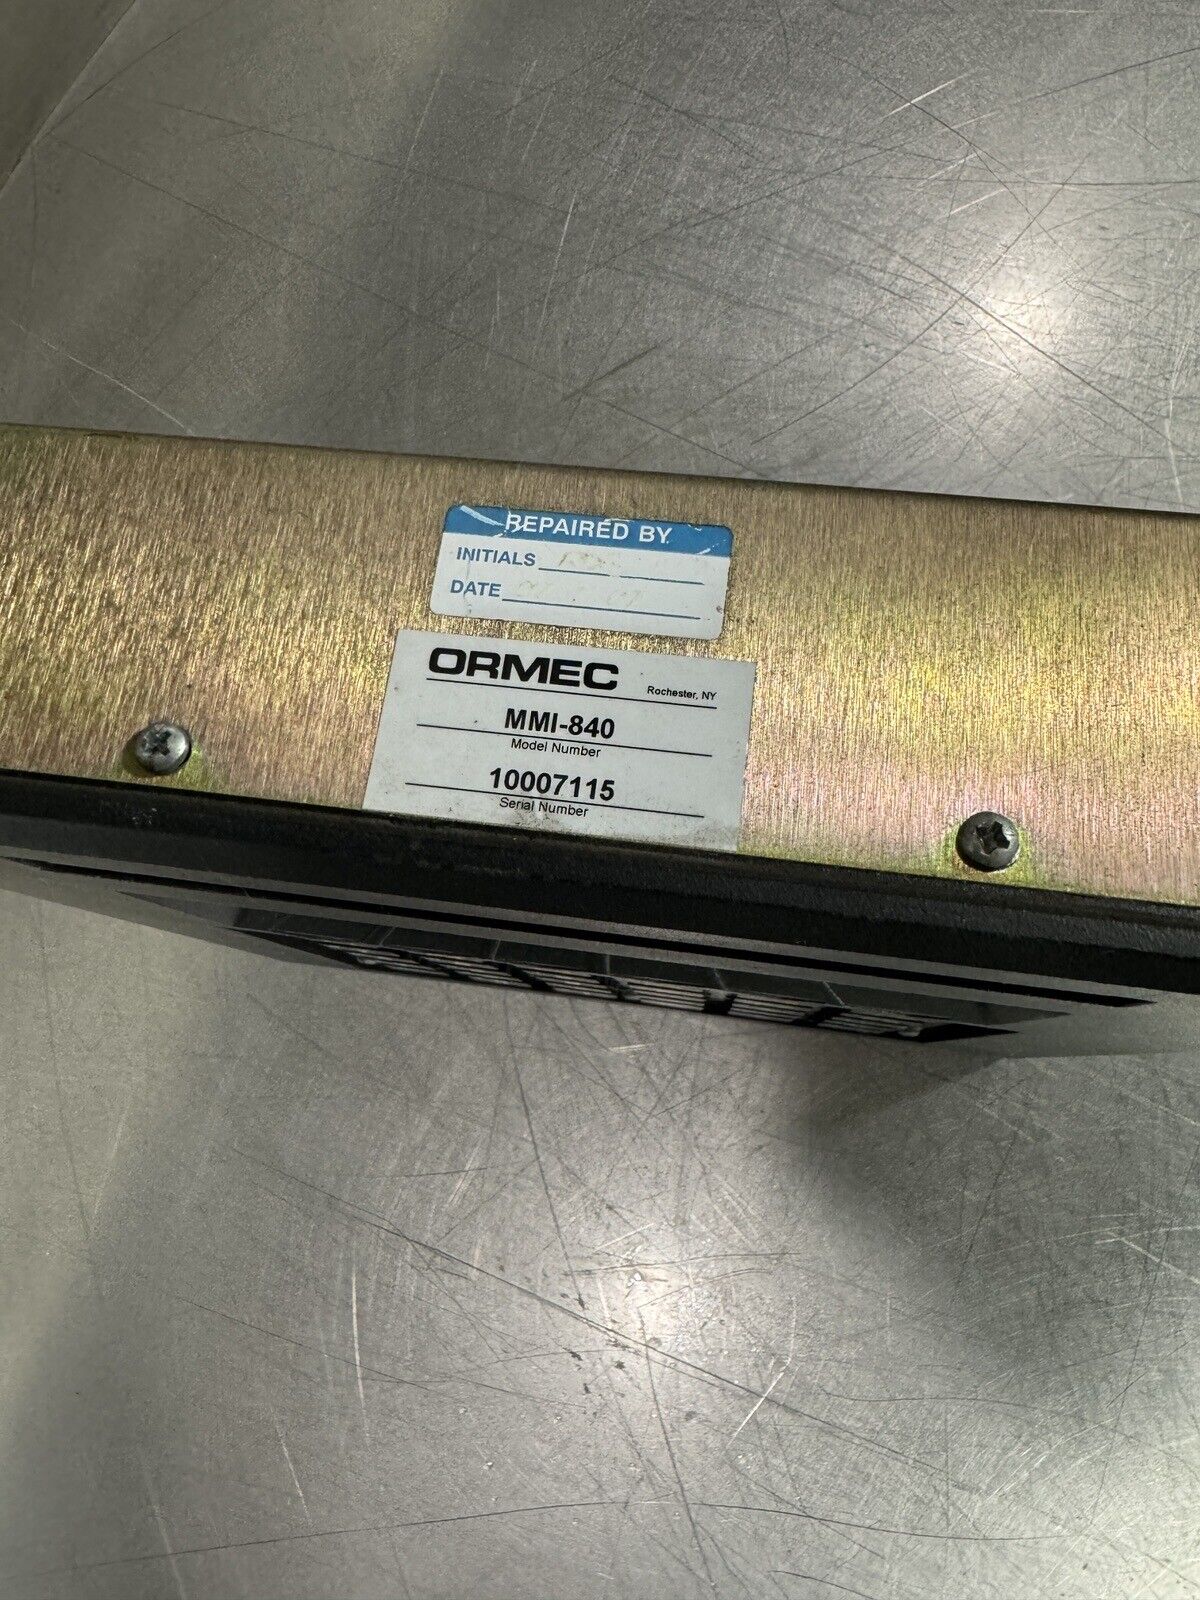 REPAIRED BY
INITIALS
DATE
ORMEC
Rochester, NY
MMI-840
Model Number
10007115
Serial Number